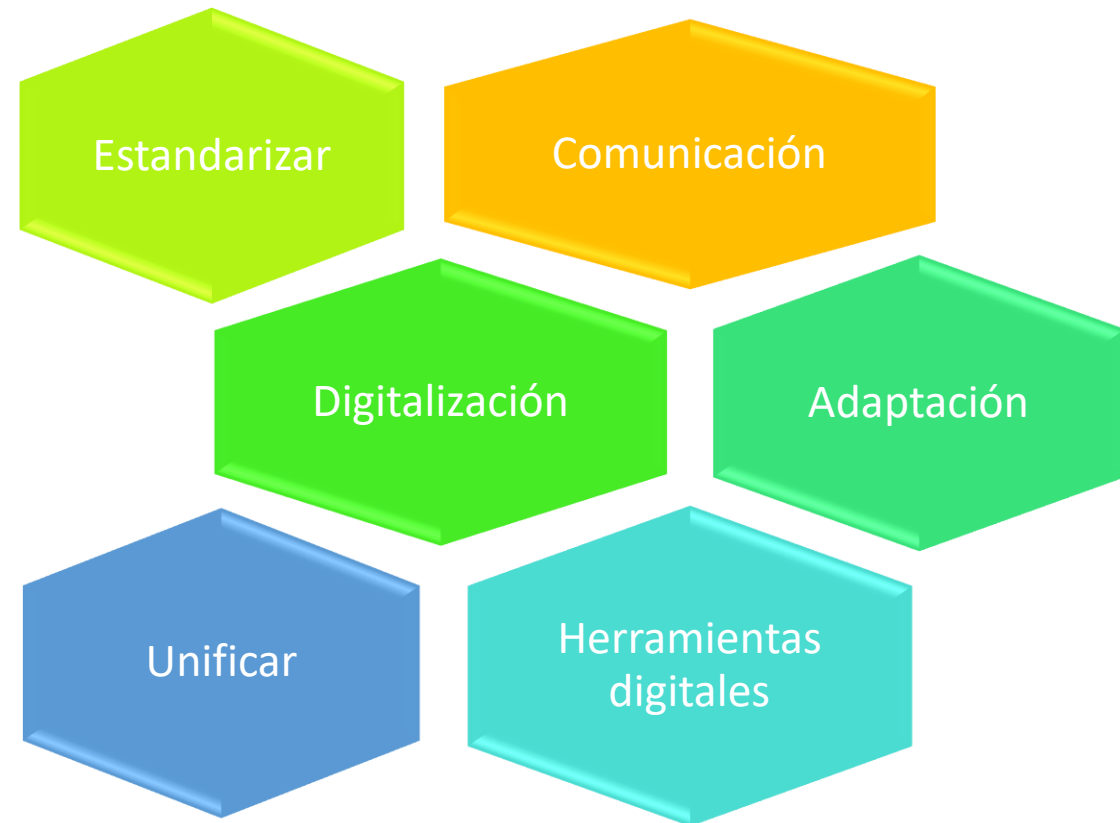 Estandarizar
Comunicación
Digitalización
Adaptación
Unificar
Herramientas
digitales